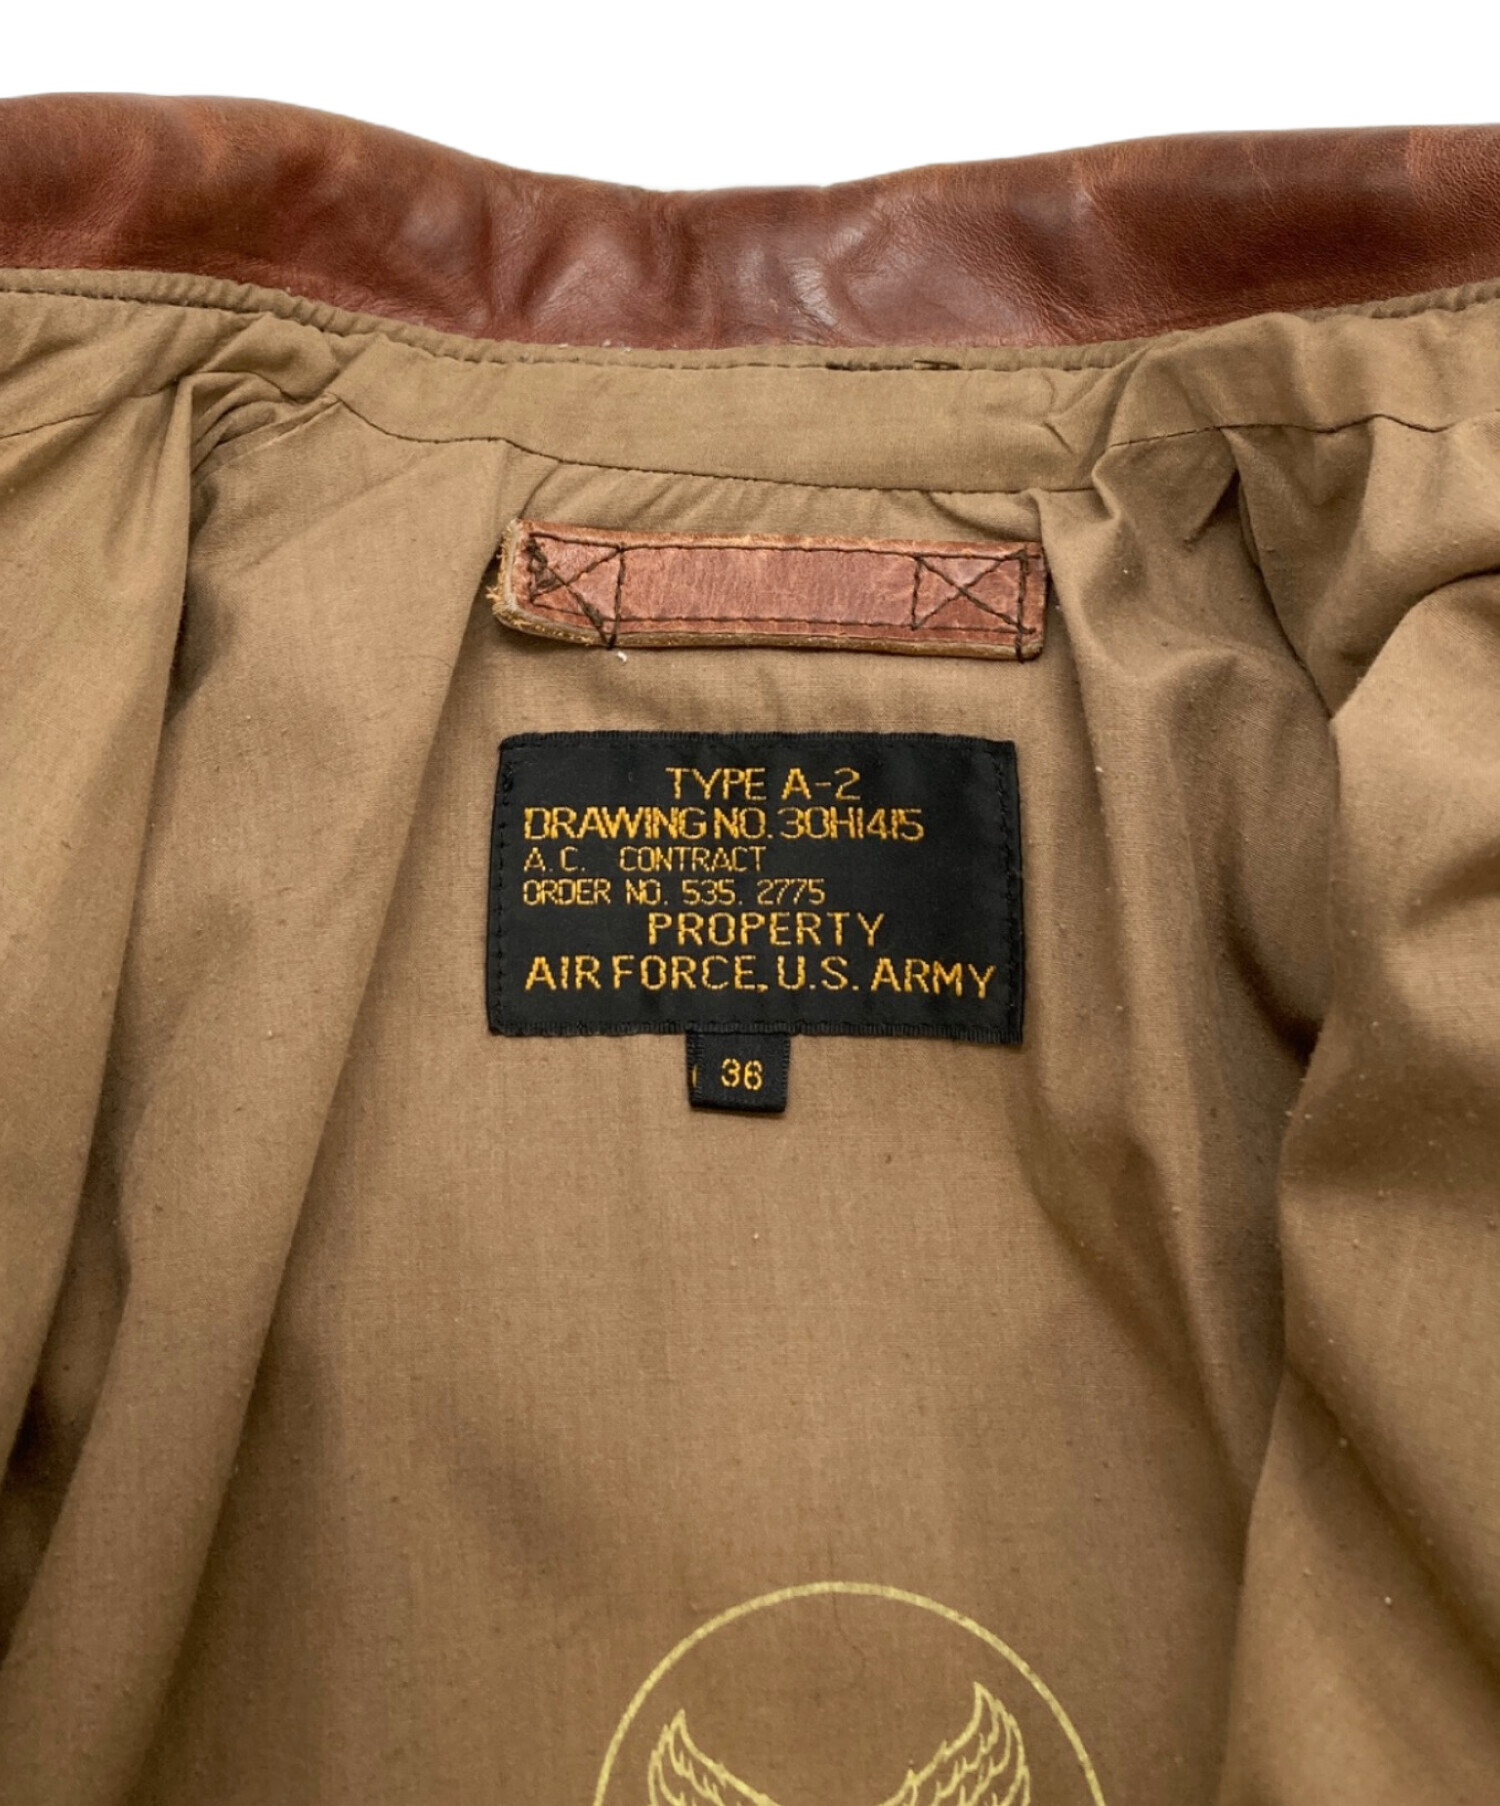 TYPE A-2
DRAWING NO. 30H1415
A.C. CONTRACT
ORDER NO. 535. 2775
PROPERTY
AIR FORCE, U.S. ARMY
36